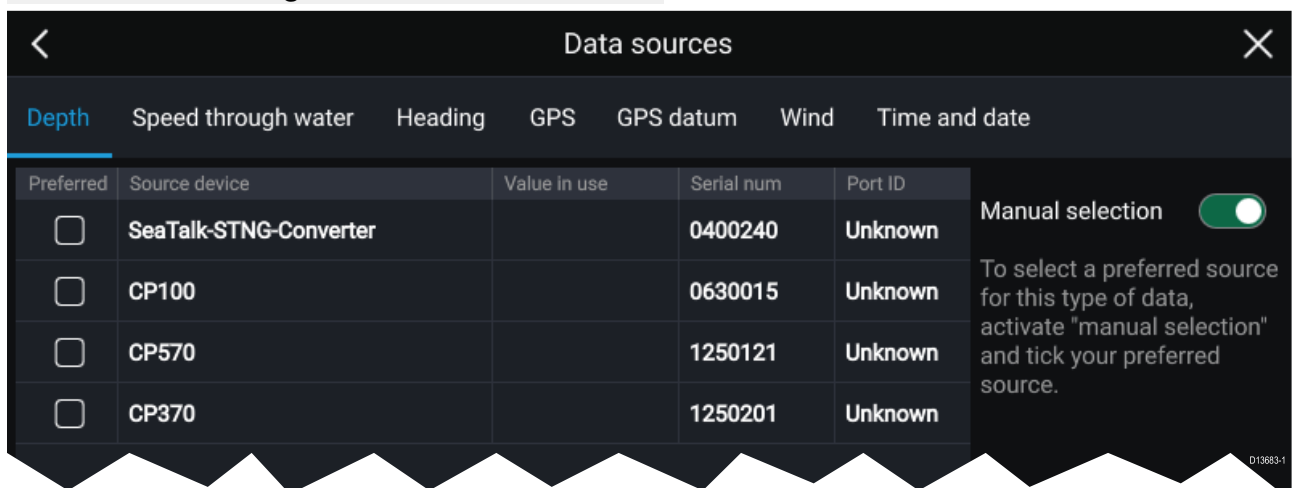 Data sources
Depth Speed through water Heading GPS GPS datum Wind Time and date
Preferred Source device Value in use Serial num Port ID
SeaTalk-STNG-Converter 0400240 Unknown
CP100 0630015 Unknown
CP570 1250121 Unknown
CP370 1250201 Unknown
Manual selection
To select a preferred source
for this type of data,
activate "manual selection"
and tick your preferred
source.
D13683-1